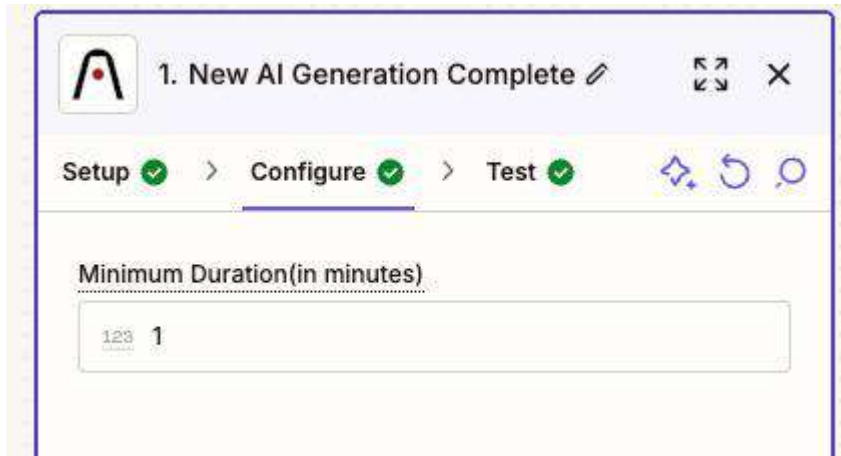 1. New AI Generation Complete
Setup > Configure > Test
Minimum Duration(in minutes)
123 1